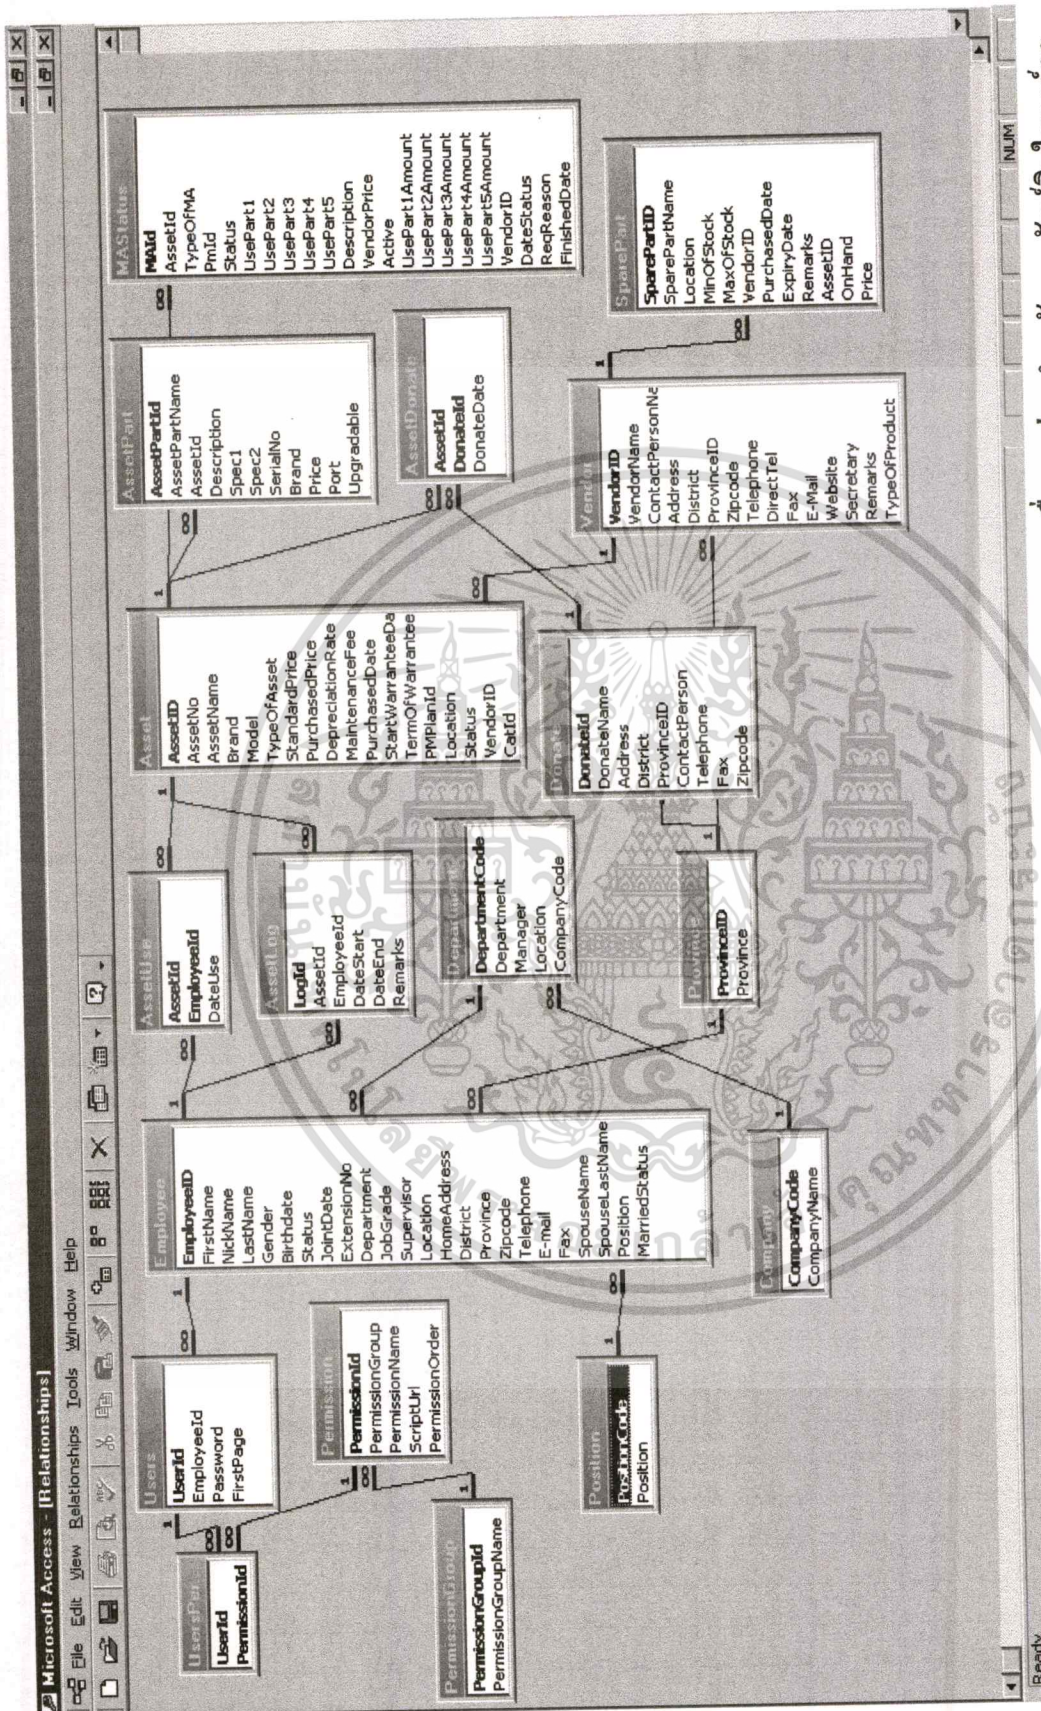 Microsoft Access - [Relationships]
File Edit View Relationships Tools Window Help
UsersPer
UserId
PermissionId
Users
UserId
EmployeeId
Password
FirstPage
PermissionGroup
PermissionGroupId
PermissionGroupName
Permission
PermissionId
PermissionGroup
PermissionName
ScriptUrl
PermissionOrder
Position
PositionCode
Position
Employee
EmployeeID
FirstName
NickName
LastName
Gender
Birthdate
Status
JointDate
ExtensionNo
Department
JobGrade
Supervisor
Location
HomeAddress
District
Province
Zipcode
Telephone
E-mail
Fax
SpouseName
SpouseLastName
Position
MarriedStatus
Company
CompanyCode
CompanyName
AssetUse
AssetId
EmployeeId
DateUse
AssetLog
LogId
AssetId
EmployeeId
DateStart
DateEnd
Remarks
Department
DepartmentCode
Department
Manager
Location
CompanyCode
Province
ProvinceID
Province
Asset
AssetID
AssetNo
AssetName
Brand
Model
TypeOfAsset
StandardPrice
PurchasedPrice
DepreciationRate
MaintenanceFee
PurchasedDate
StartWarranteeDa
TermOfWarrantee
PMPlanId
Location
Status
VendorID
CatId
Donate
DonateId
DonateName
Address
District
ProvinceID
ContactPerson
Telephone
Fax
Zipcode
AssetPart
AssetPartId
AssetPartName
AssetId
Description
Spec1
Spec2
SerialNo
Brand
Price
Port
Upgradable
AssetDonate
AssetId
DonateId
DonateDate
Vendor
VendorID
VendorName
ContactPersonNa
Address
District
ProvinceID
Zipcode
Telephone
DirectTel
Fax
E-Mail
Website
Secretary
Remarks
TypeOfProduct
MAStatus
MAId
AssetId
TypeOfMA
PmId
Status
UsePart1
UsePart2
UsePart3
UsePart4
UsePart5
Description
VendorPrice
Active
UsePart1Amount
UsePart2Amount
UsePart3Amount
UsePart4Amount
UsePart5Amount
VendorID
DateStatus
ReqReason
FinishedDate
SparePart
SparePartID
SparePartName
Location
MinOfStock
MaxOfStock
VendorID
PurchasedDate
ExpiryDate
Remarks
AssetID
OnHand
Price
Ready
NUM